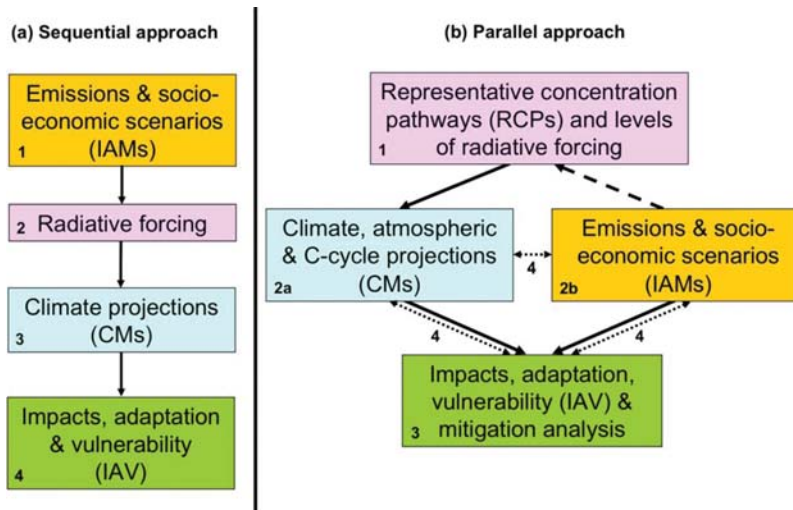 (a) Sequential approach
Emissions & socio-
economic scenarios
(IAMs)
1
2 Radiative forcing
Climate projections
(CMs)
3
Impacts, adaptation
& vulnerability
(IAV)
4
(b) Parallel approach
Representative concentration
pathways (RCPs) and levels
of radiative forcing
1
Climate, atmospheric
& C-cycle projections
(CMs)
2a
4
Emissions & socio-
economic scenarios
(IAMs)
2b
4
4
Impacts, adaptation,
vulnerability (IAV) &
mitigation analysis
3